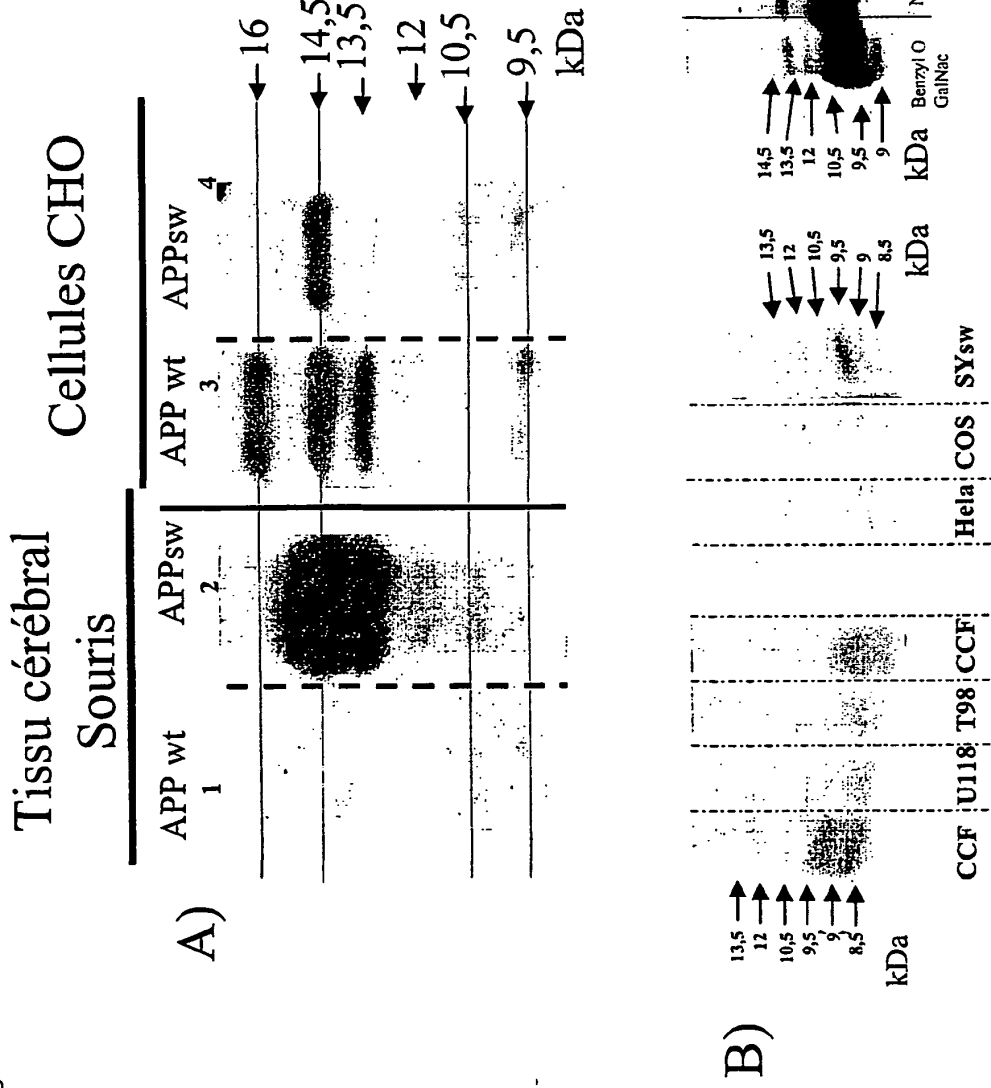 Tissu cérébral
Souris
Cellules CHO
A)
APP wt
APPsw
APP wt
APPsw
1
2
3
4
16
14,5
13,5
12
10,5
9,5
kDa
B)
13,5
12
10,5
9,5
9
8,5
kDa
CCF
U118
T98
CCF
Hela
COS
SYsw
13,5
12
10,5
9,5
9
8,5
kDa
14,5
13,5
12
10,5
9,5
9
kDa
Benzyl O
GalNac